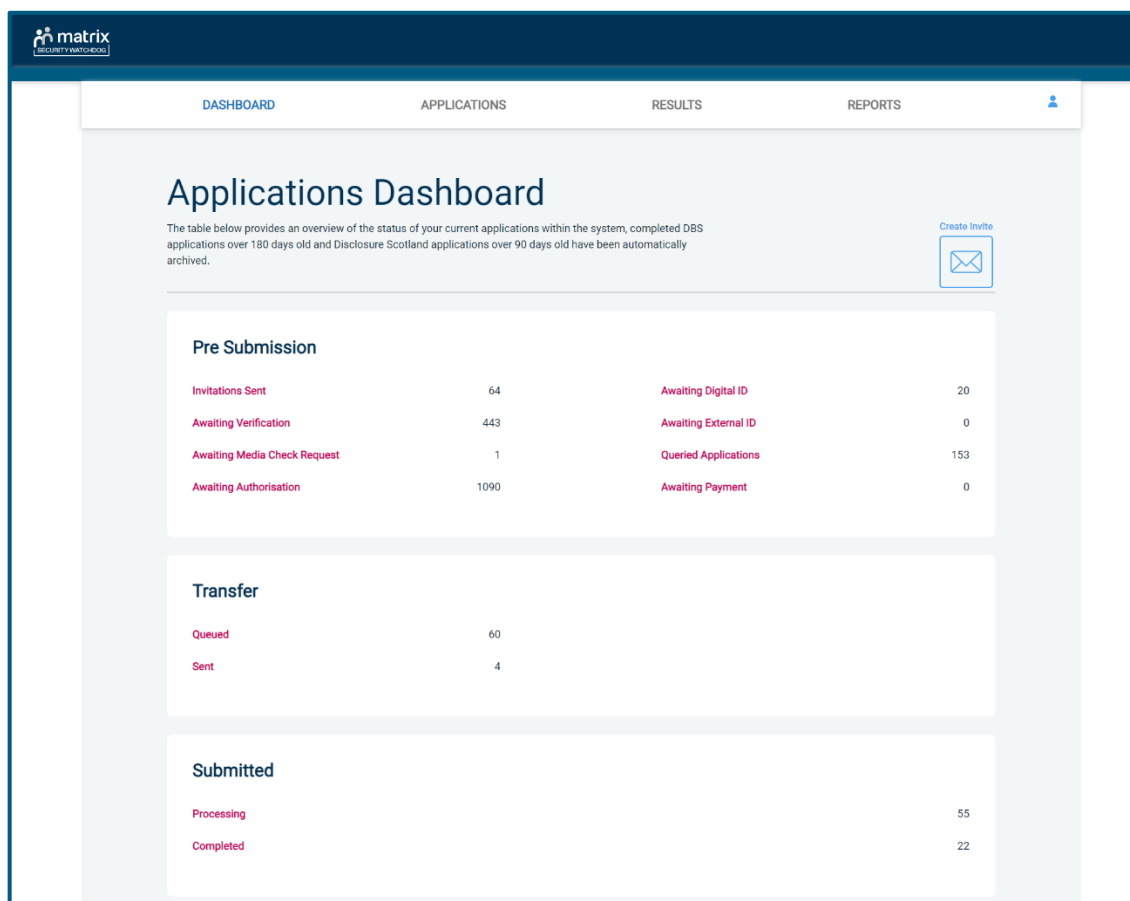 matrix
SECURITY WATCHDOG
DASHBOARD APPLICATIONS RESULTS REPORTS
Applications Dashboard
The table below provides an overview of the status of your current applications within the system, completed DBS
applications over 180 days old and Disclosure Scotland applications over 90 days old have been automatically
archived.
Create Invite
Pre Submission
Invitations Sent 64 Awaiting Digital ID 20
Awaiting Verification 443 Awaiting External ID 0
Awaiting Media Check Request 1 Queried Applications 153
Awaiting Authorisation 1090 Awaiting Payment 0
Transfer
Queued 60
Sent 4
Submitted
Processing 55
Completed 22